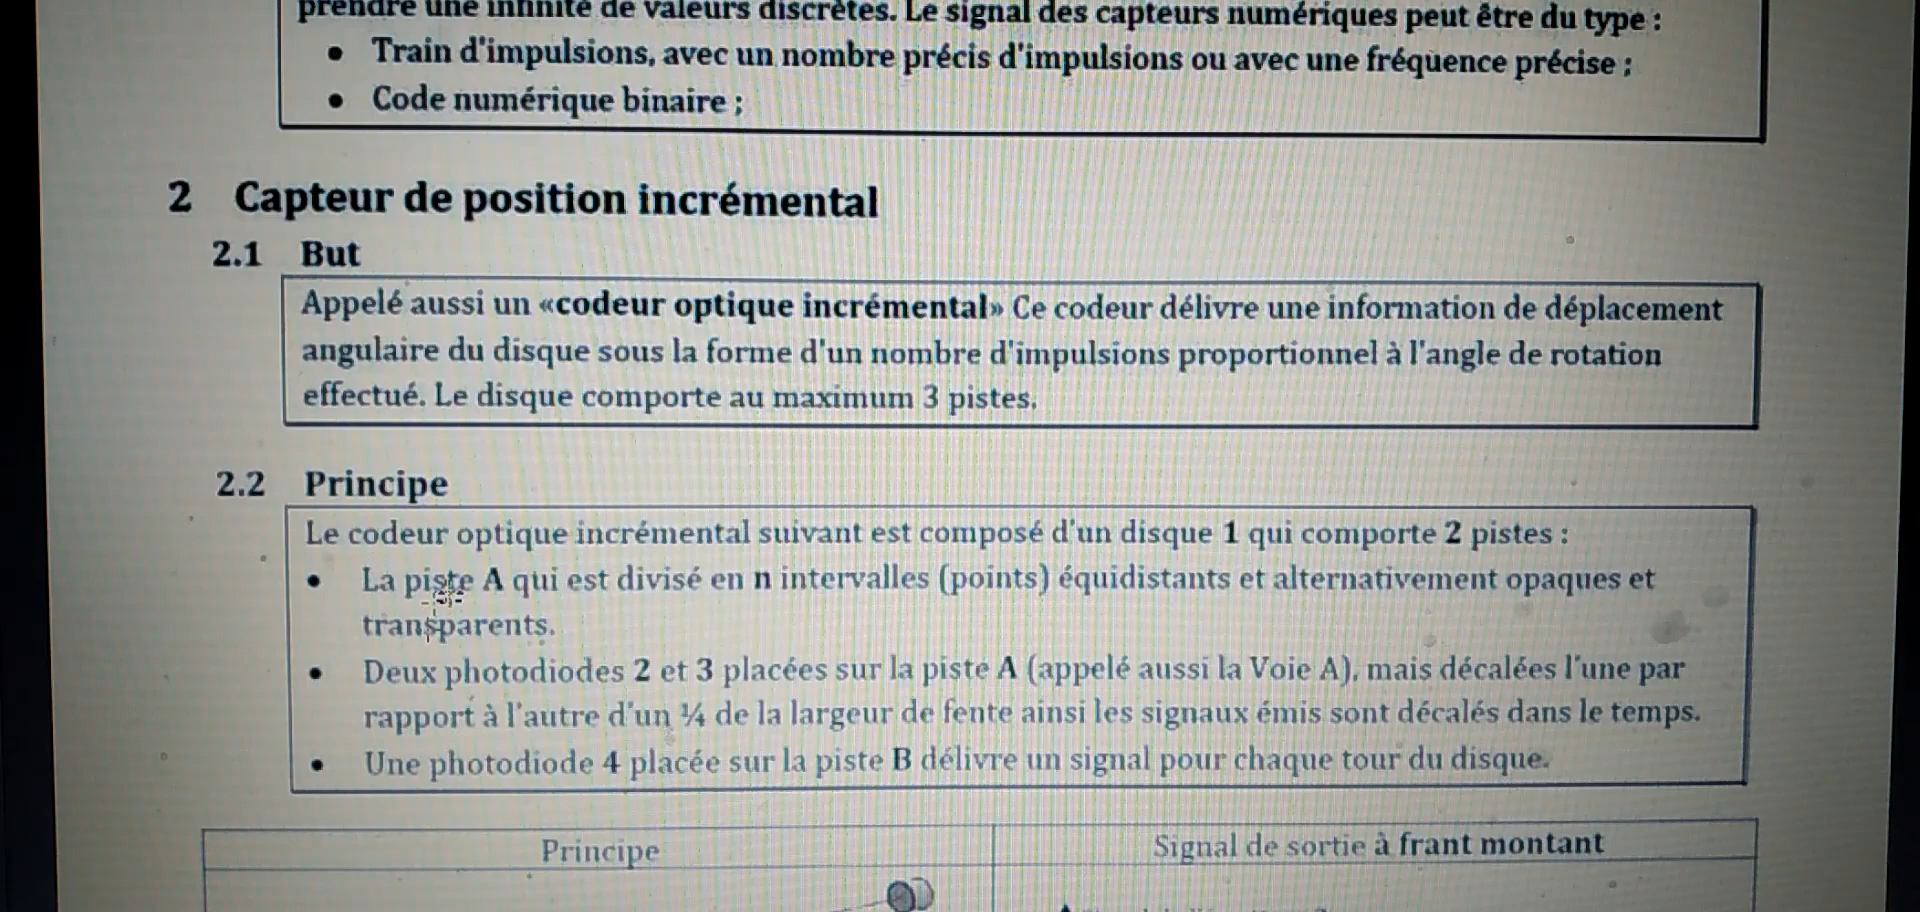 prendre une infinité de valeurs discrètes. Le signal des capteurs numériques peut être du type :
• Train d'impulsions, avec un nombre précis d'impulsions ou avec une fréquence précise ;
• Code numérique binaire ;
2 Capteur de position incrémental
2.1 But
Appelé aussi un «codeur optique incrémental» Ce codeur délivre une information de déplacement
angulaire du disque sous la forme d'un nombre d'impulsions proportionnel à l'angle de rotation
effectué. Le disque comporte au maximum 3 pistes.
2.2 Principe
Le codeur optique incrémental suivant est composé d'un disque 1 qui comporte 2 pistes :
• La piste A qui est divisé en n intervalles (points) équidistants et alternativement opaques et
transparents.
• Deux photodiodes 2 et 3 placées sur la piste A (appelé aussi la Voie A), mais décalées l'une par
rapport à l'autre d'un ¼ de la largeur de fente ainsi les signaux émis sont décalés dans le temps.
• Une photodiode 4 placée sur la piste B délivre un signal pour chaque tour du disque.
Principe
Signal de sortie à frant montant